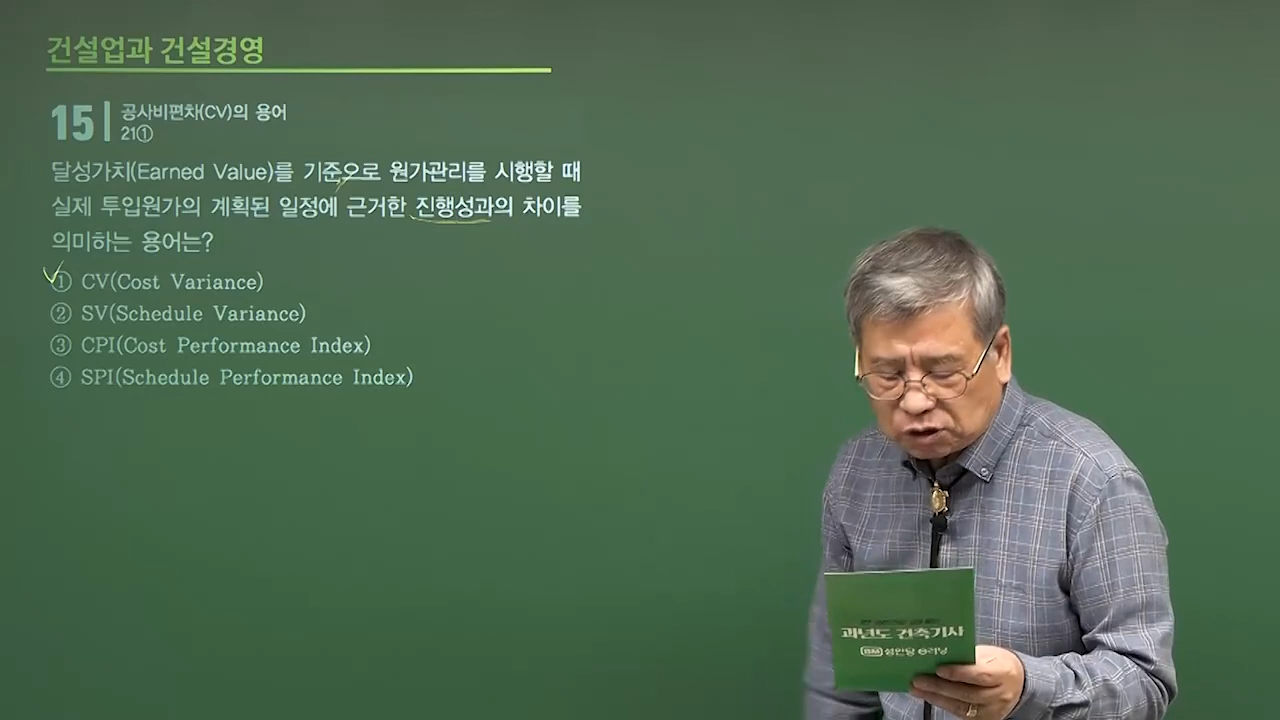 건설업과 건설경영
15
공사비편차(CV)의 용어
21①
달성가치(Earned Value)를 기준으로 원가관리를 시행할 때
실제 투입원가의 계획된 일정에 근거한 진행성과의 차이를
의미하는 용어는?
① CV(Cost Variance)
② SV(Schedule Variance)
③ CPI(Cost Performance Index)
④ SPI(Schedule Performance Index)
과년도 건축기사
BM 성안당 e러닝